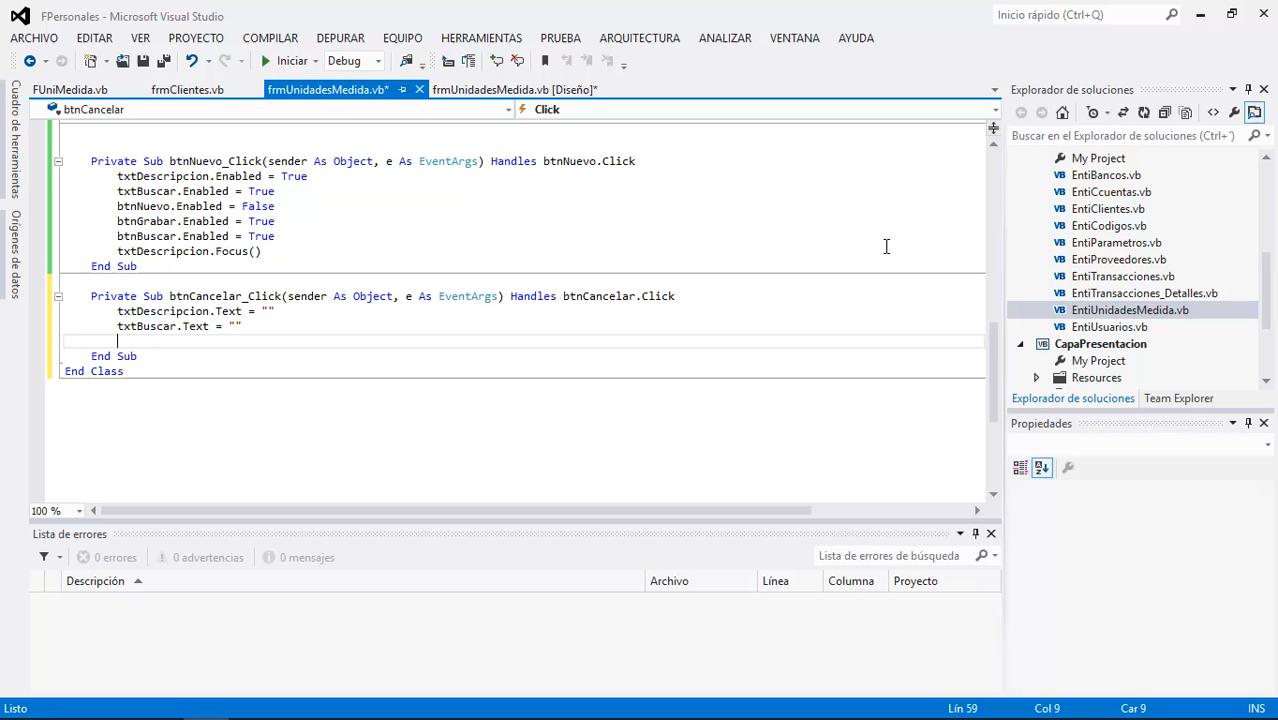 FPersonales - Microsoft Visual Studio
Inicio rápido (Ctrl+Q)
ARCHIVO EDITAR VER PROYECTO COMPILAR DEPURAR EQUIPO HERRAMIENTAS PRUEBA ARQUITECTURA ANALIZAR VENTANA AYUDA
Iniciar Debug
FUniMedida.vb frmClientes.vb frmUnidadesMedida.vb* frmUnidadesMedida.vb [Diseño]*
btnCancelar Click
Private Sub btnNuevo_Click(sender As Object, e As EventArgs) Handles btnNuevo.Click
txtDescripcion.Enabled = True
txtBuscar.Enabled = True
btnNuevo.Enabled = False
btnGrabar.Enabled = True
btnBuscar.Enabled = True
txtDescripcion.Focus()
End Sub
Private Sub btnCancelar_Click(sender As Object, e As EventArgs) Handles btnCancelar.Click
txtDescripcion.Text = ""
txtBuscar.Text = ""
End Sub
End Class
100 %
Cuadro de herramientas
Orígenes de datos
Explorador de soluciones
Buscar en el Explorador de soluciones (Ctrl+
My Project
EntiBancos.vb
EntiCcuentas.vb
EntiClientes.vb
EntiCodigos.vb
EntiParametros.vb
EntiProveedores.vb
EntiTransacciones.vb
EntiTransacciones_Detalles.vb
EntiUnidadesMedida.vb
EntiUsuarios.vb
CapaPresentacion
My Project
Resources
Explorador de soluciones Team Explorer
Propiedades
Lista de errores
0 errores 0 advertencias 0 mensajes Lista de errores de búsqueda
Descripción Archivo Línea Columna Proyecto
Listo Lín 59 Col 9 Car 9 INS